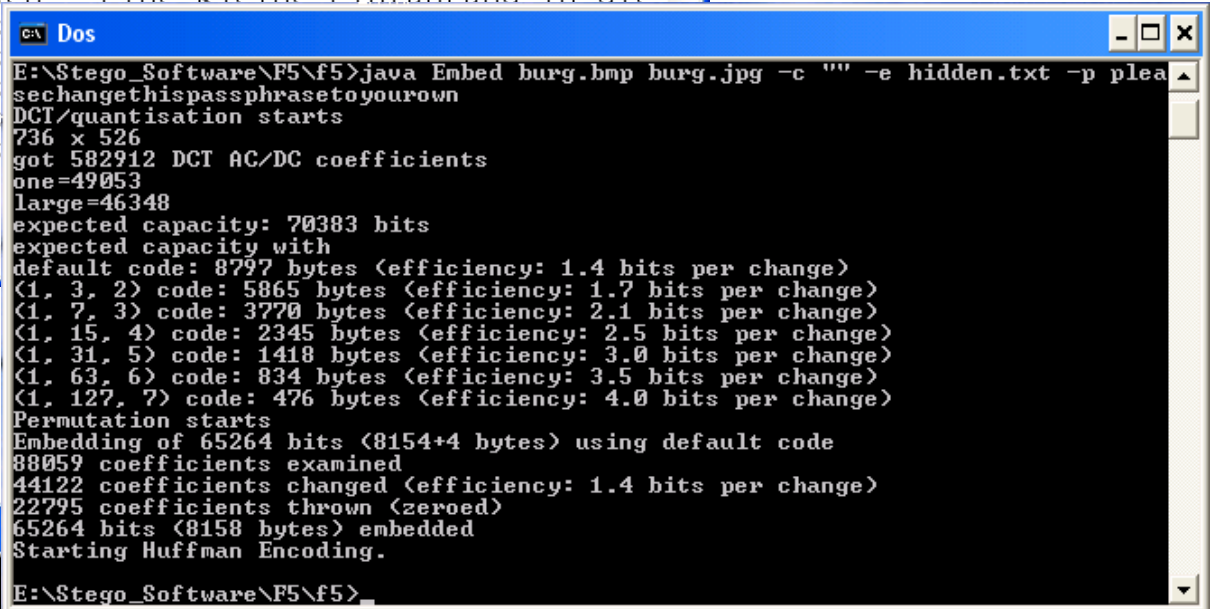 Dos
E:\Stego_Software\F5\f5>java Embed burg.bmp burg.jpg -c "" -e hidden.txt -p plea
sechangethispassphrasetoyourown
DCT/quantisation starts
736 x 526
got 582912 DCT AC/DC coefficients
one=49053
large=46348
expected capacity: 70383 bits
expected capacity with
default code: 8797 bytes (efficiency: 1.4 bits per change)
(1, 3, 2) code: 5865 bytes (efficiency: 1.7 bits per change)
(1, 7, 3) code: 3770 bytes (efficiency: 2.1 bits per change)
(1, 15, 4) code: 2345 bytes (efficiency: 2.5 bits per change)
(1, 31, 5) code: 1418 bytes (efficiency: 3.0 bits per change)
(1, 63, 6) code: 834 bytes (efficiency: 3.5 bits per change)
(1, 127, 7) code: 476 bytes (efficiency: 4.0 bits per change)
Permutation starts
Embedding of 65264 bits (8154+4 bytes) using default code
88059 coefficients examined
44122 coefficients changed (efficiency: 1.4 bits per change)
22795 coefficients thrown (zeroed)
65264 bits (8158 bytes) embedded
Starting Huffman Encoding.
E:\Stego_Software\F5\f5>_